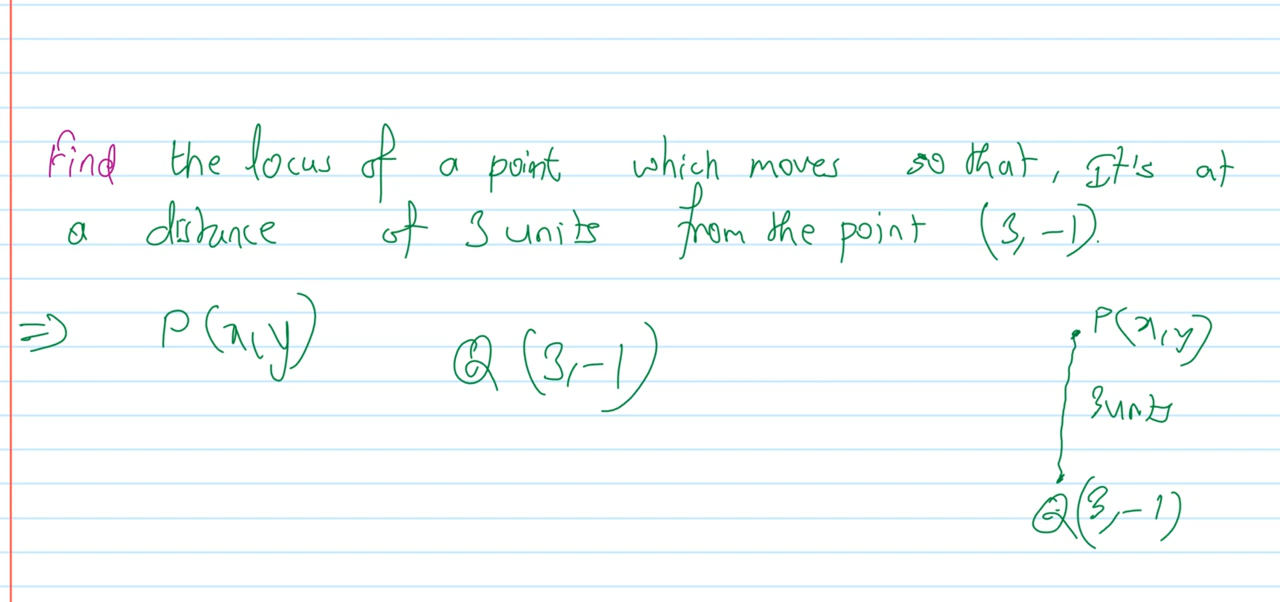 Find the locus of a point which moves so that, It's at
a distance of 3 units from the point (3, -1).
=> P(x,y) Q(3,-1)
P(x,y)
3 units
Q(3,-1)